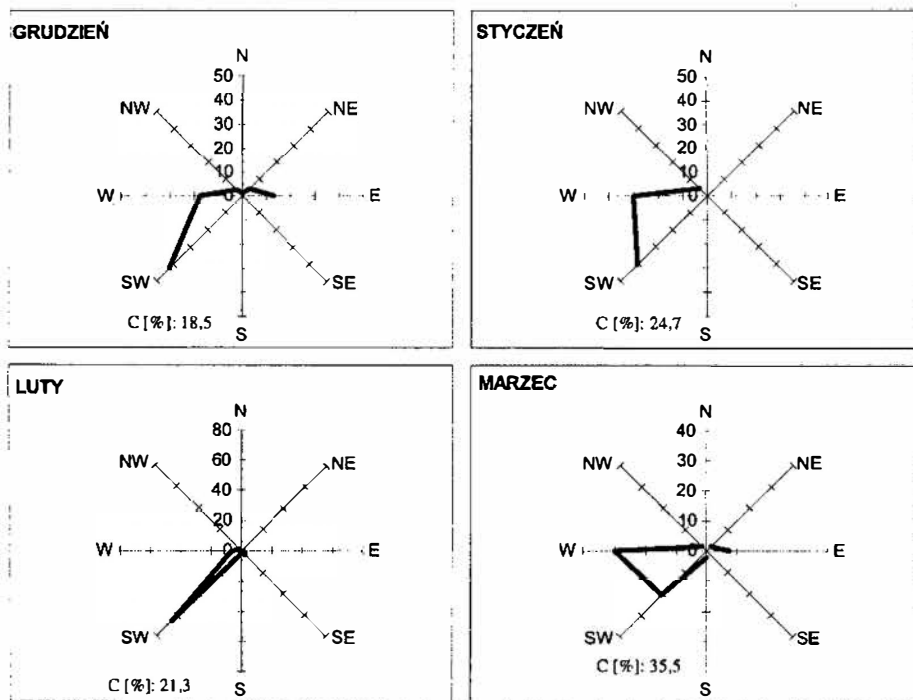 GRUDZIEŃ
N
50
40
30
20
10
0
NW
NE
W
E
SW
SE
S
C [%]: 18,5
STYCZEŃ
N
50
40
30
20
10
0
NW
NE
W
E
SW
SE
S
C [%]: 24,7
LUTY
N
80
60
40
20
0
NW
NE
W
E
SW
SE
S
C [%]: 21,3
MARZEC
N
40
30
20
10
0
NW
NE
W
E
SW
SE
S
C [%]: 35,5